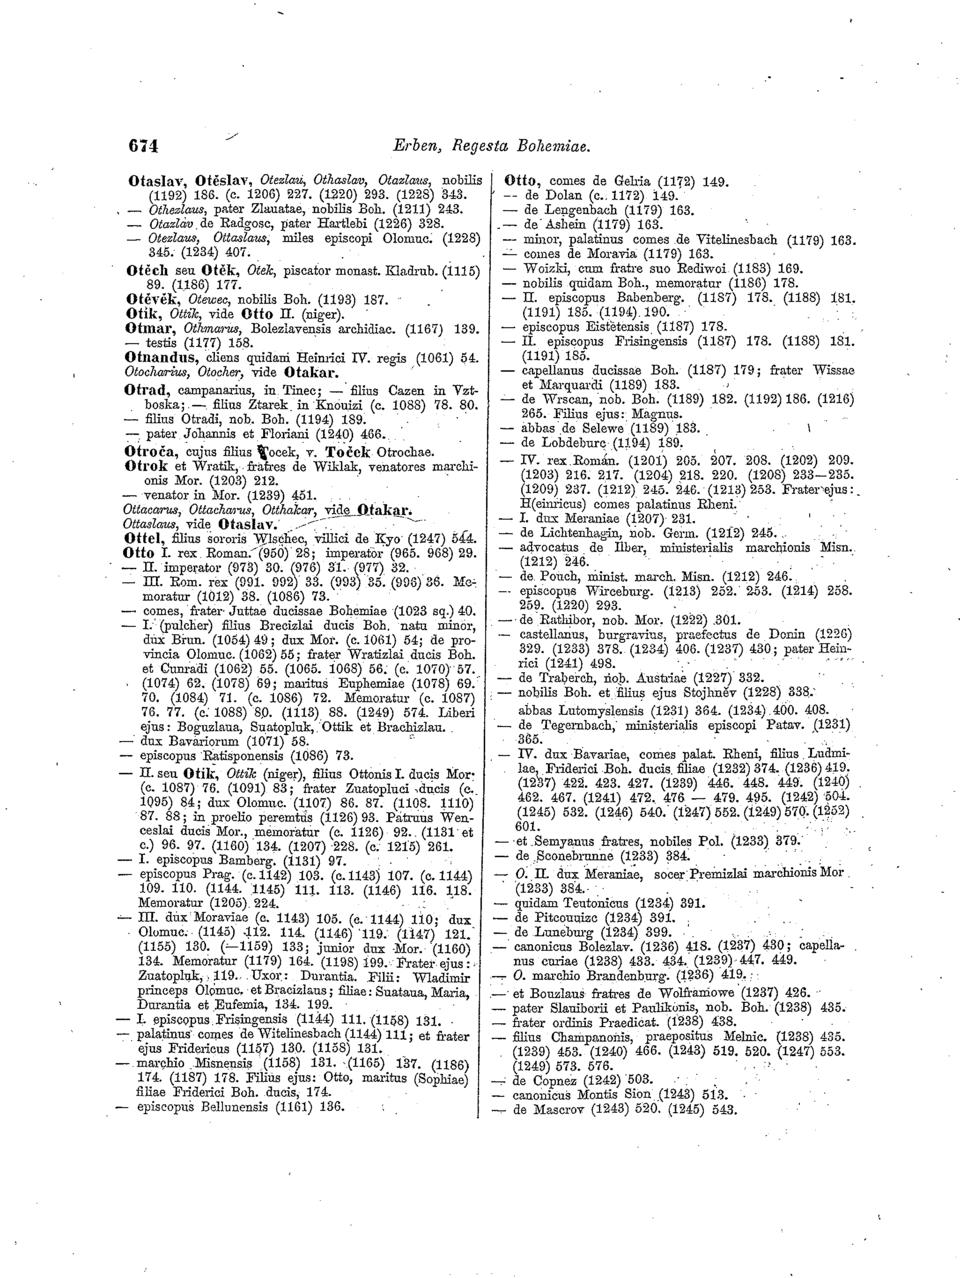 674
Erben, Regesta Bohemiae.
Otaslav, Otěslav, Otezlaŭ, Othaslav, Otazlaus, nobilis
(1192) 186. (c. 1206) 227. (1220) 293. (1228) 343.
— Othezlaus, pater Zlauatae, nobilis Boh. (1211) 243.
— Otazlav de Radgosc, pater Hartlebi (1226) 328.
— Otezlaus, Ottaslaus, miles episcopi Olomuc. (1228)
345. (1234) 407.
Otěch seu Otěk, Otek, piscator monast. Kladrub. (1115)
89. (1186) 177.
Otěvěk, Otewec, nobilis Boh. (1193) 187.
Otik, Ottik, vide Otto II. (niger).
Otmar, Othmarus, Bolezlavensis archidiac. (1167) 139.
— testis (1177) 158.
Otnandus, cliens quidam Heinrici IV. regis (1061) 54.
Otocharius, Otocher, vide Otakar.
Otrad, campanarius, in Tinec; — filius Cazen in Vzt-
boska; — filius Ztarek in Knouizi (c. 1088) 78. 80.
— filius Otradi, nob. Boh. (1194) 189.
— pater Johannis et Floriani (1240) 466.
Otroča, cujus filius Tocek, v. Toček Otrochae.
Otrok et Wratik, fratres de Wiklak, venatores marchi-
onis Mor. (1203) 212.
— venator in Mor. (1239) 451.
Ottacarus, Ottacharus, Otthakar, vide Otakar.
Ottaslaus, vide Otaslav.
Ottel, filius sororis Wlschec, villici de Kyo (1247) 544.
Otto I. rex Roman. (950) 28; imperator (965. 968) 29.
— II. imperator (973) 30. (976) 31. (977) 32.
— III. Rom. rex (991. 992) 33. (993) 35. (996) 36. Me-
moratur (1012) 38. (1086) 73.
— comes, frater Juttae ducissae Bohemiae (1023 sq.) 40.
— I. (pulcher) filius Brecizlai ducis Boh. natu minor,
dux Brun. (1054) 49; dux Mor. (c. 1061) 54; de pro-
vincia Olomuc. (1062) 55; frater Wratizlai ducis Boh.
et Cunradi (1062) 55. (1065. 1068) 56. (c. 1070) 57.
(1074) 62. (1078) 69; maritus Euphemiae (1078) 69.
70. (1084) 71. (c. 1086) 72. Memoratur (c. 1087)
76. 77. (c. 1088) 80. (1113) 88. (1249) 574. Liberi
ejus: Boguzlaua, Suatopluk, Ottik et Brachizlau.
— dux Bavariorum (1071) 58.
— episcopus Ratisponensis (1086) 73.
— II. seu Otik, Ottik (niger), filius Ottonis I. ducis Mor.
(c. 1087) 76. (1091) 83; frater Zuatopluci ducis (c.
1095) 84; dux Olomuc. (1107) 86. 87. (1108. 1110)
87. 88; in proelio peremtus (1126) 93. Patruus Wen-
ceslai ducis Mor., memoratur (c. 1126) 92. (1131 et
c.) 96. 97. (1160) 134. (1207) 228. (c. 1215) 261.
— I. episcopus Bamberg. (1131) 97.
— episcopus Prag. (c. 1142) 103. (c. 1143) 107. (c. 1144)
109. 110. (1144. 1145) 111. 113. (1146) 116. 118.
Memoratur (1205) 224.
— III. dux Moraviae (c. 1143) 105. (c. 1144) 110; dux
Olomuc. (1145) 112. 114. (1146) 119. (1147) 121.
(1155) 130. (—1159) 133; junior dux Mor. (1160)
134. Memoratur (1179) 164. (1198) 199. Frater ejus:
Zuatopluk, 119. Uxor: Durantia. Filii: Wladimir
princeps Olomuc. et Bracizlaus; filiae: Suataua, Maria,
Durantia et Eufemia, 134. 199.
— I. episcopus Frisingensis (1144) 111. (1158) 131.
— palatinus comes de Witelinesbach (1144) 111; et frater
ejus Fridericus (1157) 130. (1158) 131.
— marchio Misnensis (1158) 131. (1165) 137. (1186)
174. (1187) 178. Filius ejus: Otto, maritus (Sophiae)
filiae Friderici Boh. ducis, 174.
— episcopus Bellunensis (1161) 136.
Otto, comes de Gelria (1172) 149.
— de Dolan (c. 1172) 149.
— de Lengenbach (1179) 163.
— de Ashein (1179) 163.
— minor, palatinus comes de Vitelinesbach (1179) 163.
— comes de Moravia (1179) 163.
— Woizki, cum fratre suo Rediwoi (1183) 169.
— nobilis quidam Boh., memoratur (1186) 178.
— II. episcopus Babenberg. (1187) 178. (1188) 181.
(1191) 185. (1194) 190.
— episcopus Eistetensis (1187) 178.
— II. episcopus Frisingensis (1187) 178. (1188) 181.
(1191) 185.
— capellanus ducissae Boh. (1187) 179; frater Wissae
et Marquardi (1189) 183.
— de Wrscan, nob. Boh. (1189) 182. (1192) 186. (1216)
265. Filius ejus: Magnus.
— abbas de Selewe (1189) 183.
— de Lobdeburc (1194) 189.
— IV. rex Román. (1201) 205. 207. 208. (1202) 209.
(1203) 216. 217. (1204) 218. 220. (1208) 233—235.
(1209) 237. (1212) 245. 246. (1213) 253. Frater ejus:
H(einricus) comes palatinus Rheni.
— I. dux Meraniae (1207) 231.
— de Lichtenhagin, nob. Germ. (1212) 245.
— advocatus de Ilber, ministerialis marchionis Misn.
(1212) 246.
— de Pouch, minist. march. Misn. (1212) 246.
— episcopus Wirceburg. (1213) 252. 253. (1214) 258.
259. (1220) 293.
— de Rathibor, nob. Mor. (1222) 301.
— castellanus, burgravius, praefectus de Donin (1226)
329. (1233) 378. (1234) 406. (1237) 430; pater Hein-
rici (1241) 498.
— de Traberch, nob. Austriae (1227) 332.
— nobilis Boh. et filius ejus Stojhněv (1228) 338.
abbas Lutomyslensis (1231) 364. (1234) 400. 408.
— de Tegernbach, ministerialis episcopi Patav. (1231)
365.
— IV. dux Bavariae, comes palat. Rheni, filius Ludmi-
lae, Friderici Boh. ducis filiae (1232) 374. (1236) 419.
(1237) 422. 423. 427. (1239) 446. 448. 449. (1240)
462. 467. (1241) 472. 476 — 479. 495. (1242) 504.
(1245) 532. (1246) 540. (1247) 552. (1249) 570. (1252)
601.
— et Semyanus fratres, nobiles Pol. (1233) 379.
— de Sconebrunne (1233) 384.
— O. II. dux Meraniae, socer Premizlai marchionis Mor
(1233) 384.
— quidam Teutonicus (1234) 391.
— de Pitcouuizc (1234) 391.
— de Luneburg (1234) 399.
— canonicus Bolezlav. (1236) 418. (1237) 430; capella-
nus curiae (1238) 433. 434. (1239) 447. 449.
— O. marchio Brandenburg. (1236) 419.
— et Bouzlaus fratres de Wolframowe (1237) 426.
— pater Slauiborii et Paulikonis, nob. Boh. (1238) 435.
— frater ordinis Praedicat. (1238) 438.
— filius Champanonis, praepositus Melnic. (1238) 435.
(1239) 453. (1240) 466. (1243) 519. 520. (1247) 553.
(1249) 573. 576.
— de Copnez (1242) 503.
— canonicus Montis Sion (1243) 513.
— de Mascrov (1243) 520. (1245) 543.